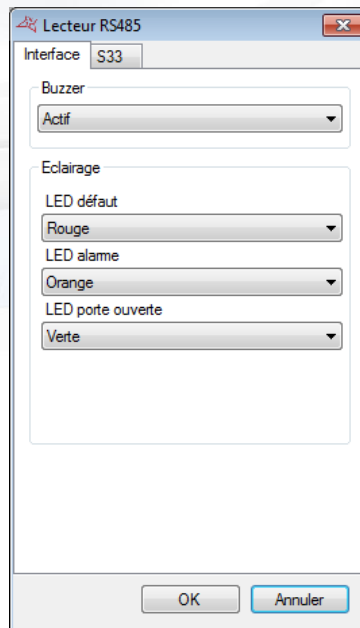 Lecteur RS485
Interface S33
Buzzer
Actif
Eclairage
LED défaut
Rouge
LED alarme
Orange
LED porte ouverte
Verte
OK Annuler